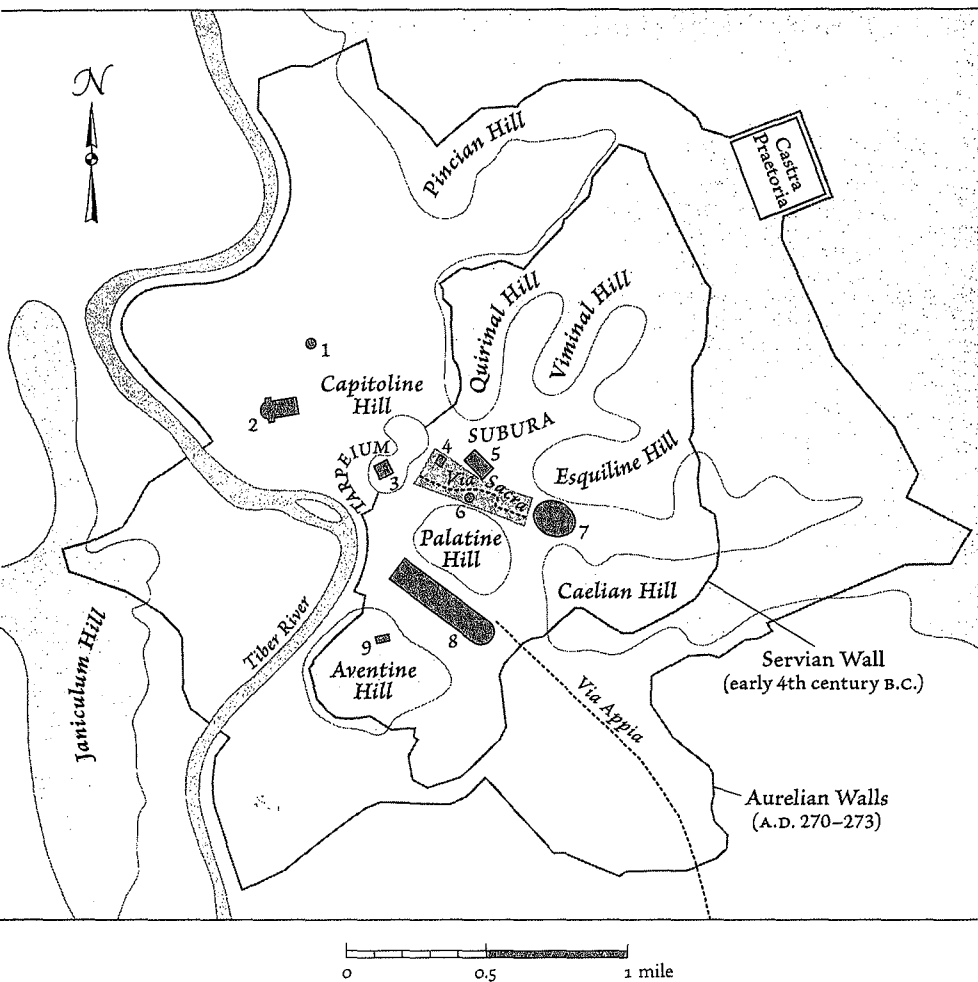 N
Pincian Hill
Castra
Praetoria
Quirinal Hill
Viminal Hill
1
Capitoline
Hill
2
SUBURA
TARPEIUM
3
4
5
Via Sacra
6
Esquiline Hill
7
Palatine
Hill
Caelian Hill
8
9
Aventine
Hill
Tiber River
Janiculum Hill
Servian Wall
(early 4th century B.C.)
Via Appia
Aurelian Walls
(A.D. 270–273)
0
0.5
1 mile